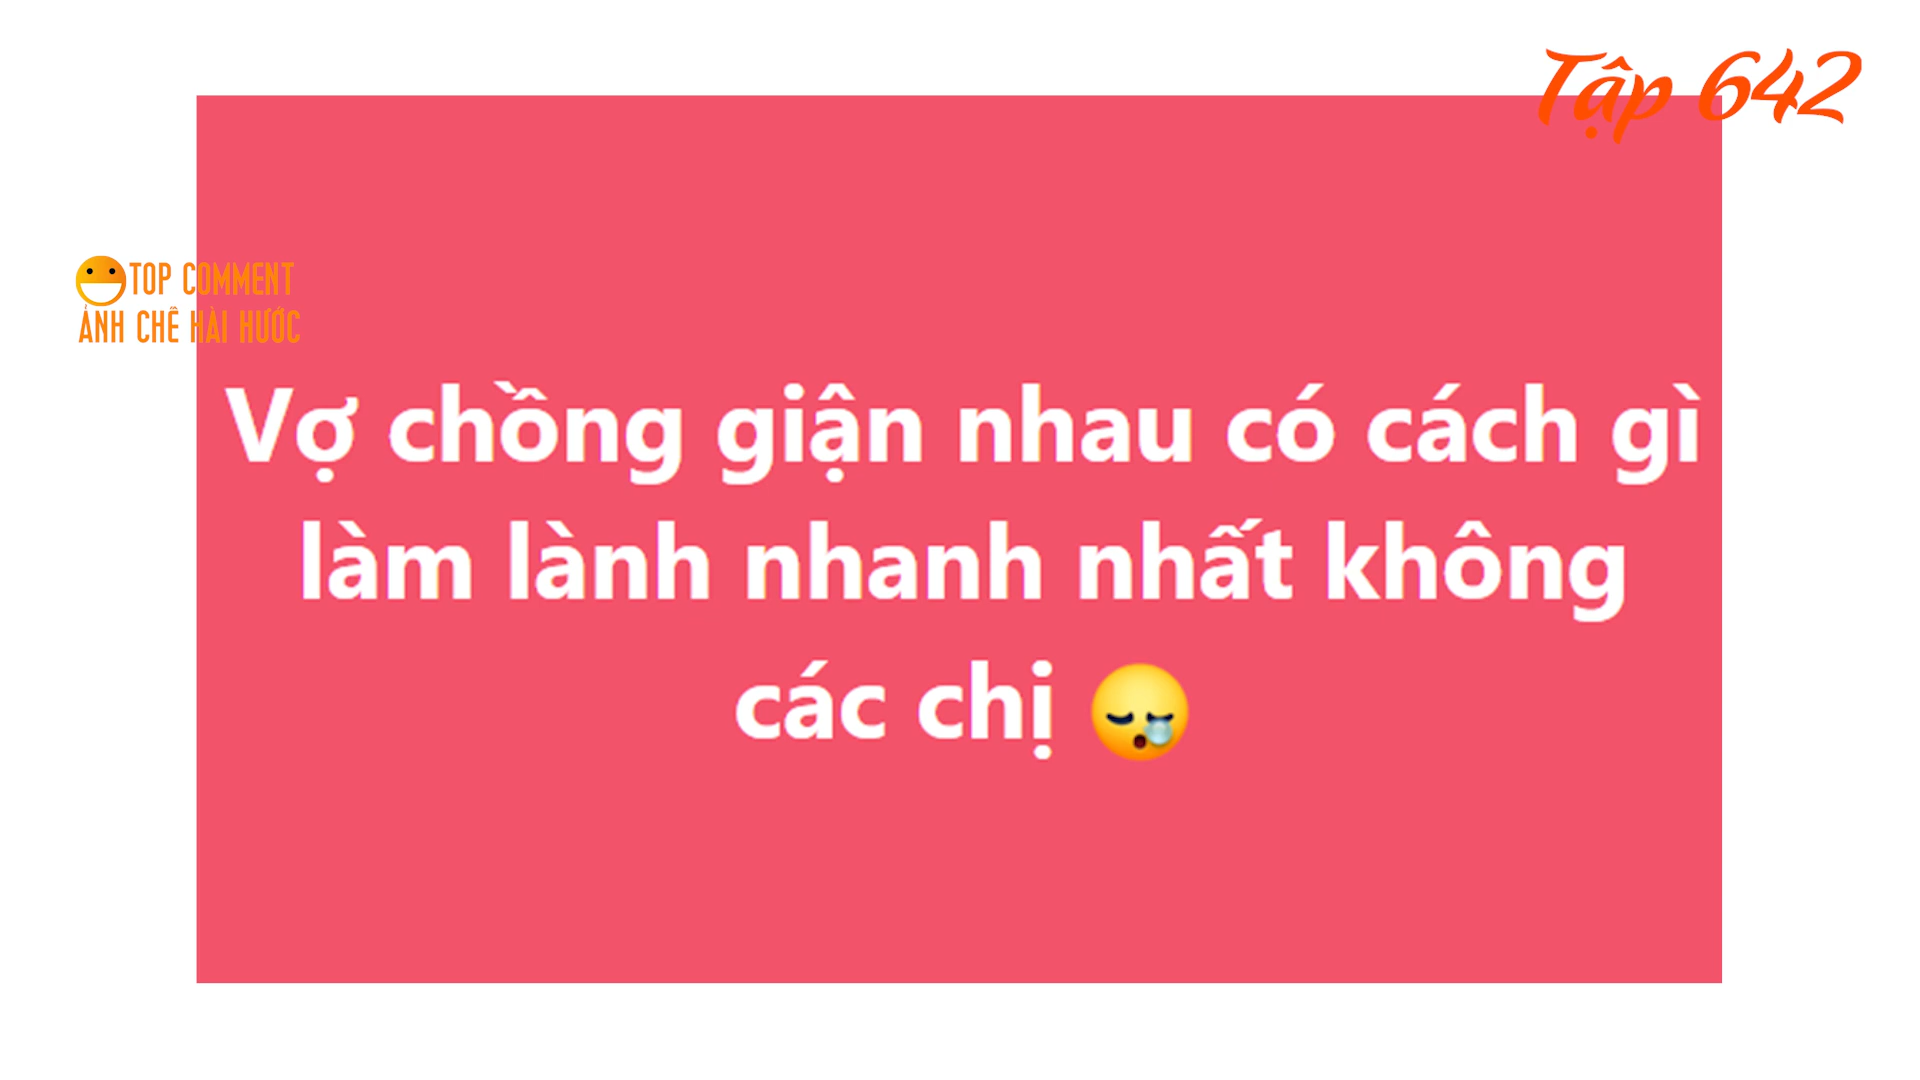 Tập 642
TOP COMMENT
ẢNH CHẾ HÀI HƯỚC
Vợ chồng giận nhau có cách gì
làm lành nhanh nhất không
các chị 😪